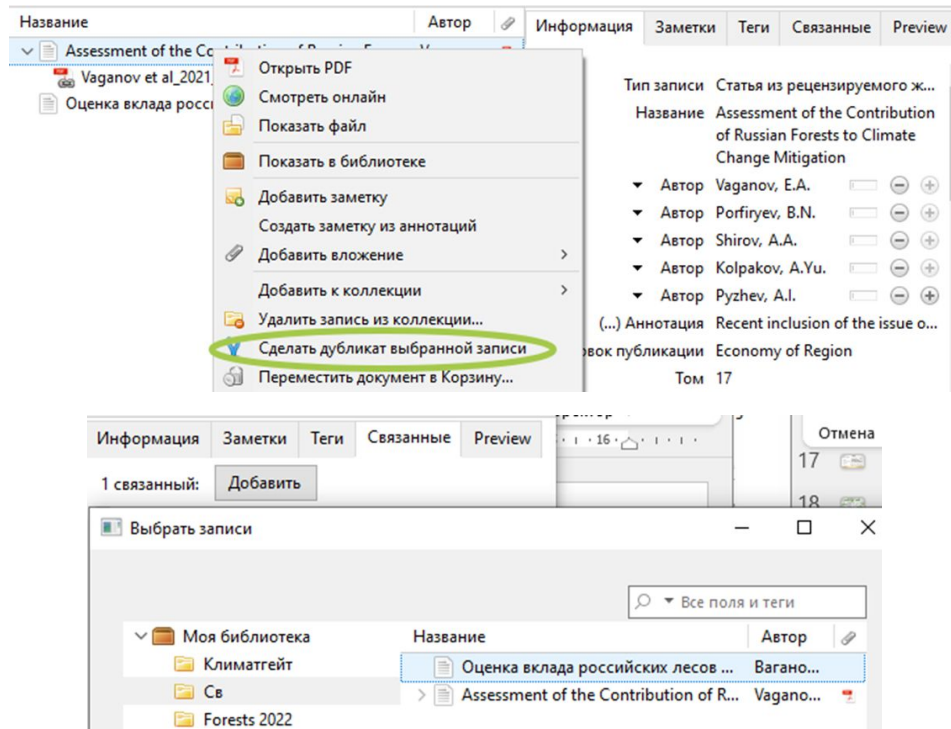 Название Автор
Информация Заметки Теги Связанные Preview
Assessment of the Co
Vaganov et al_2021
Оценка вклада росс
Открыть PDF
Смотреть онлайн
Показать файл
Показать в библиотеке
Добавить заметку
Создать заметку из аннотаций
Добавить вложение
Добавить к коллекции
Удалить запись из коллекции...
Сделать дубликат выбранной записи
Переместить документ в Корзину...
Тип записи Статья из рецензируемого ж...
Название Assessment of the Contribution
of Russian Forests to Climate
Change Mitigation
Автор Vaganov, E.A.
Автор Porfiryev, B.N.
Автор Shirov, A.A.
Автор Kolpakov, A.Yu.
Автор Pyzhev, A.I.
(...) Аннотация Recent inclusion of the issue o...
вок публикации Economy of Region
Том 17
Информация Заметки Теги Связанные Preview
· 16 ·
Отмена
17
18
1 связанный: Добавить
Выбрать записи
Все поля и теги
Моя библиотека
Климатгейт
Св
Forests 2022
Название Автор
Оценка вклада российских лесов ... Вагано...
Assessment of the Contribution of R... Vagano...